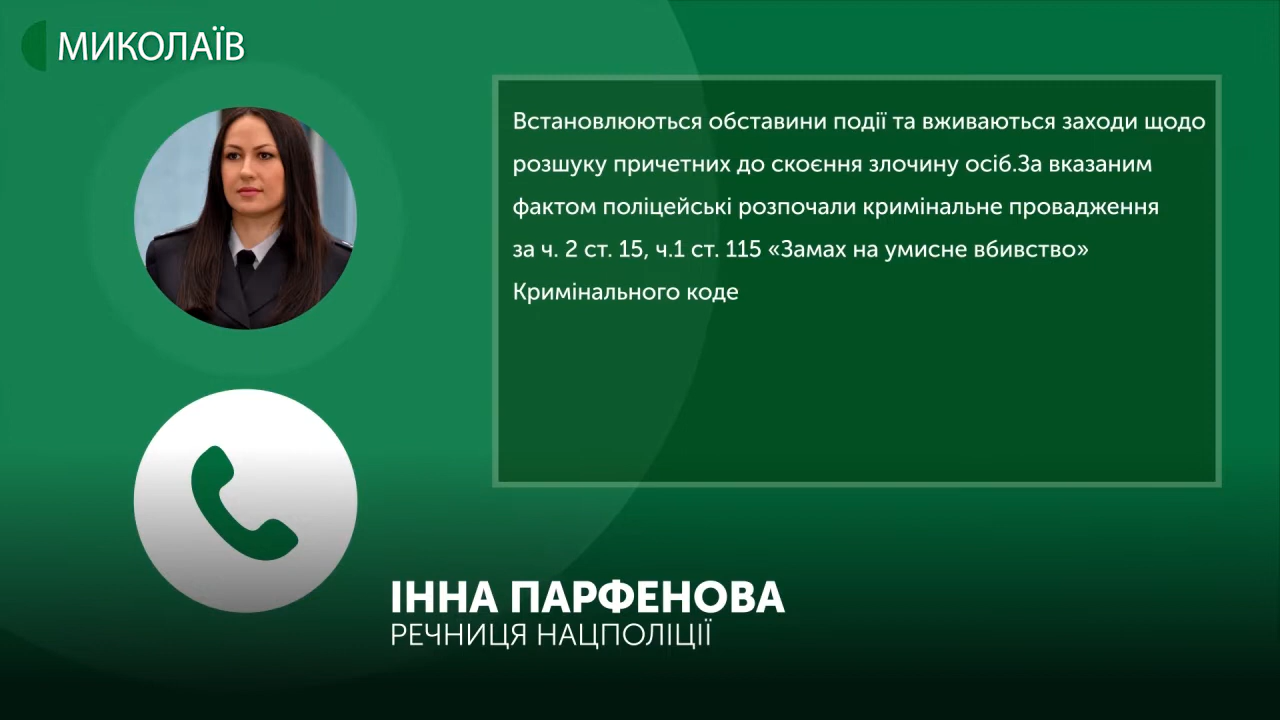 МИКОЛАЇВ
Встановлюються обставини події та вживаються заходи щодо
розшуку причетних до скоєння злочину осіб.За вказаним
фактом поліцейські розпочали кримінальне провадження
за ч. 2 ст. 15, ч.1 ст. 115 «Замах на умисне вбивство»
Кримінального коде
ІННА ПАРФЕНОВА
РЕЧНИЦЯ НАЦПОЛІЦІЇ